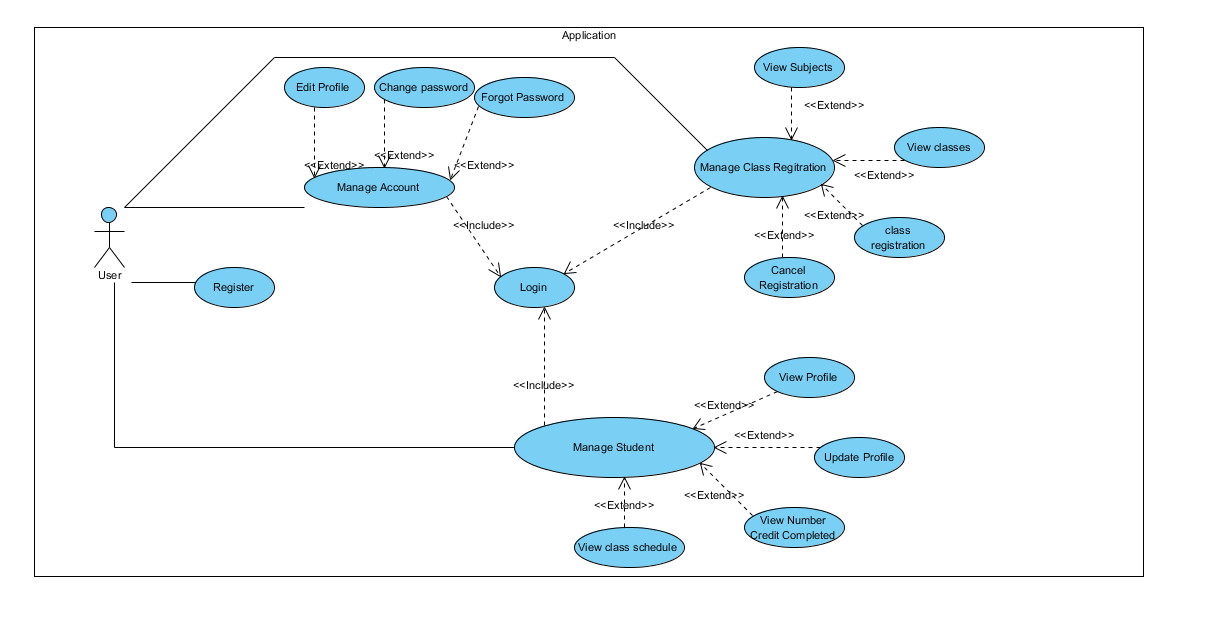 Application
View Subjects
Edit Profile
Change password
Forgot Password
<<Extend>>
View classes
<<Extend>>
<<Extend>>
<<Extend>>
Manage Class Regitration
<<Extend>>
Manage Account
<<Extend>>
<<Include>>
<<Include>>
class
registration
<<Extend>>
User
Register
Login
Cancel
Registration
View Profile
<<Include>>
<<Extend>>
<<Extend>>
Manage Student
Update Profile
<<Extend>>
<<Extend>>
View Number
Credit Completed
View class schedule